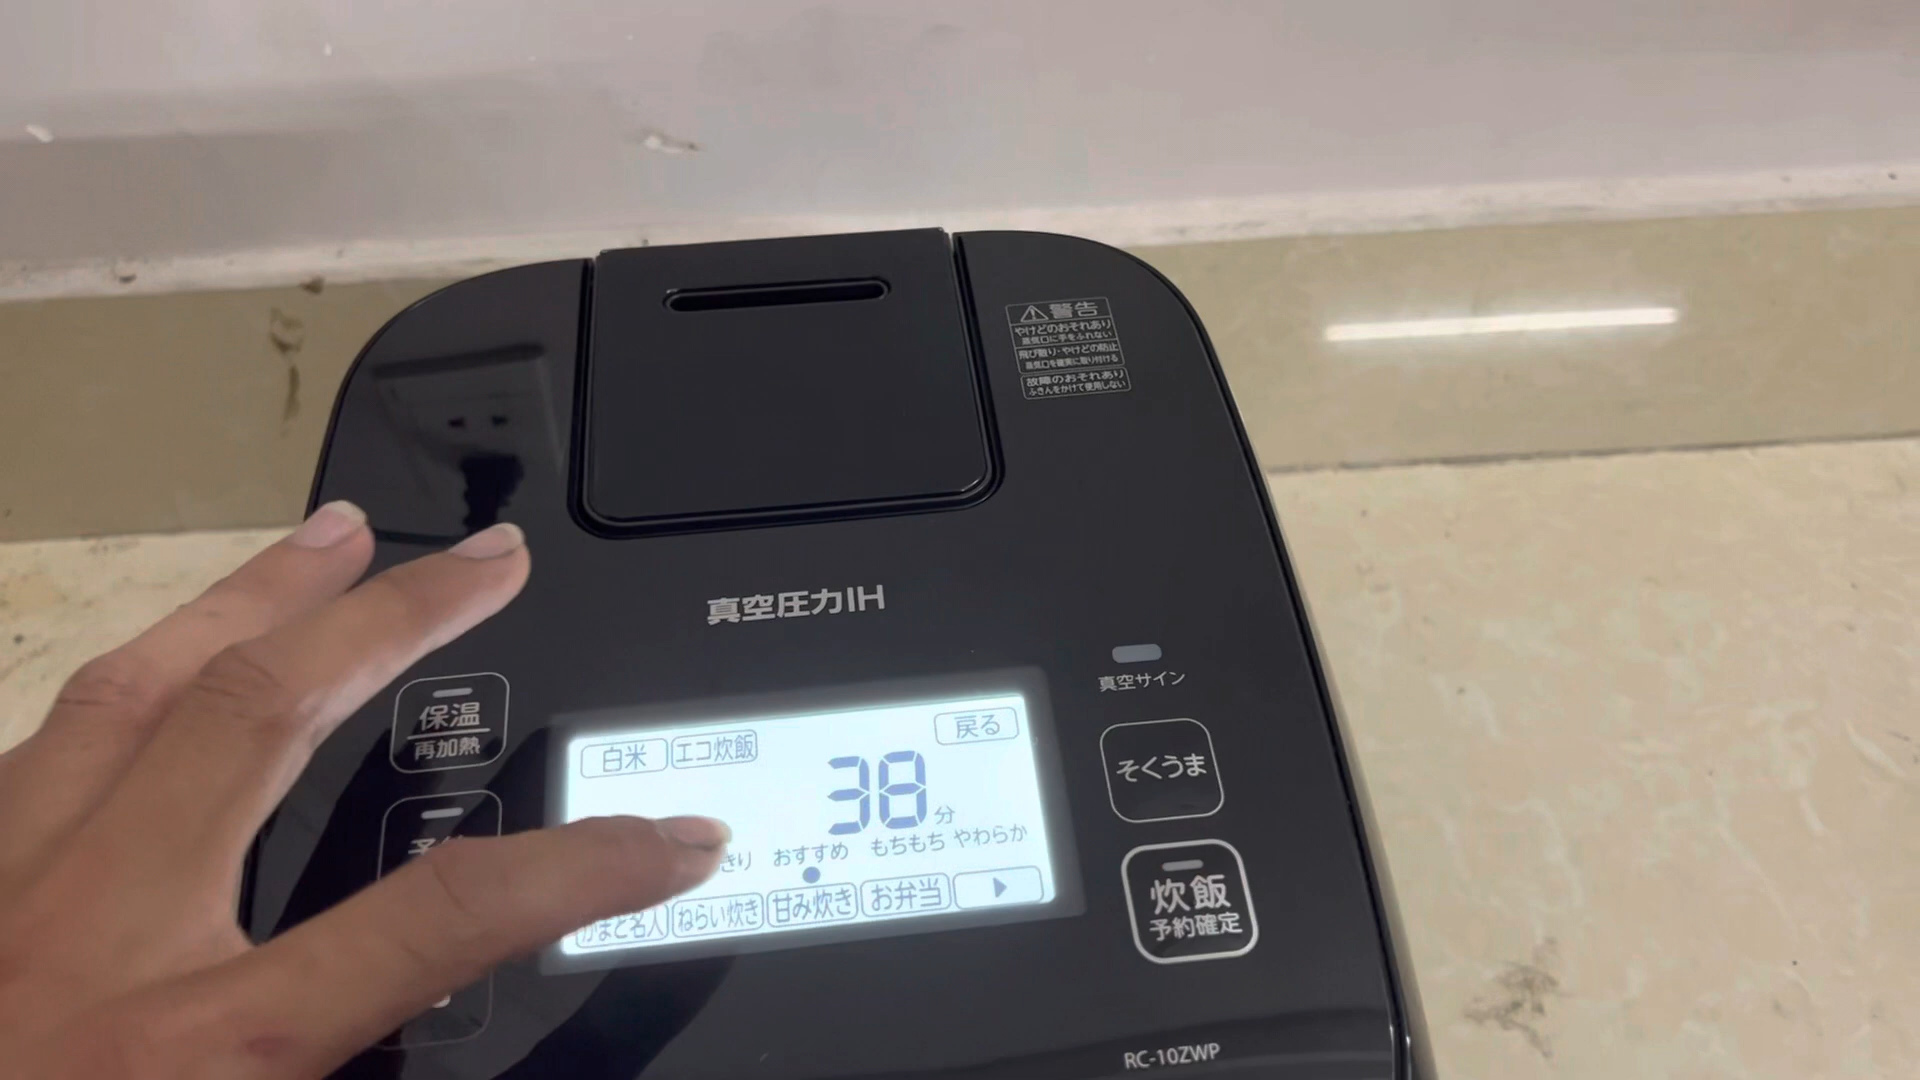 警告
やけどのおそれあり
蒸気口に手をふれない
飛び散り・やけどの防止
蒸気口を確実に取り付ける
故障のおそれあり
ふきんをかけて使用しない
真空圧力IH
真空サイン
保温
再加熱
白米 エコ炊飯 戻る
38分
おすすめ もちもち やわらか
かまど名人 ねらい炊き 甘み炊き お弁当
そくうま
炊飯
予約確定
RC-10ZWP